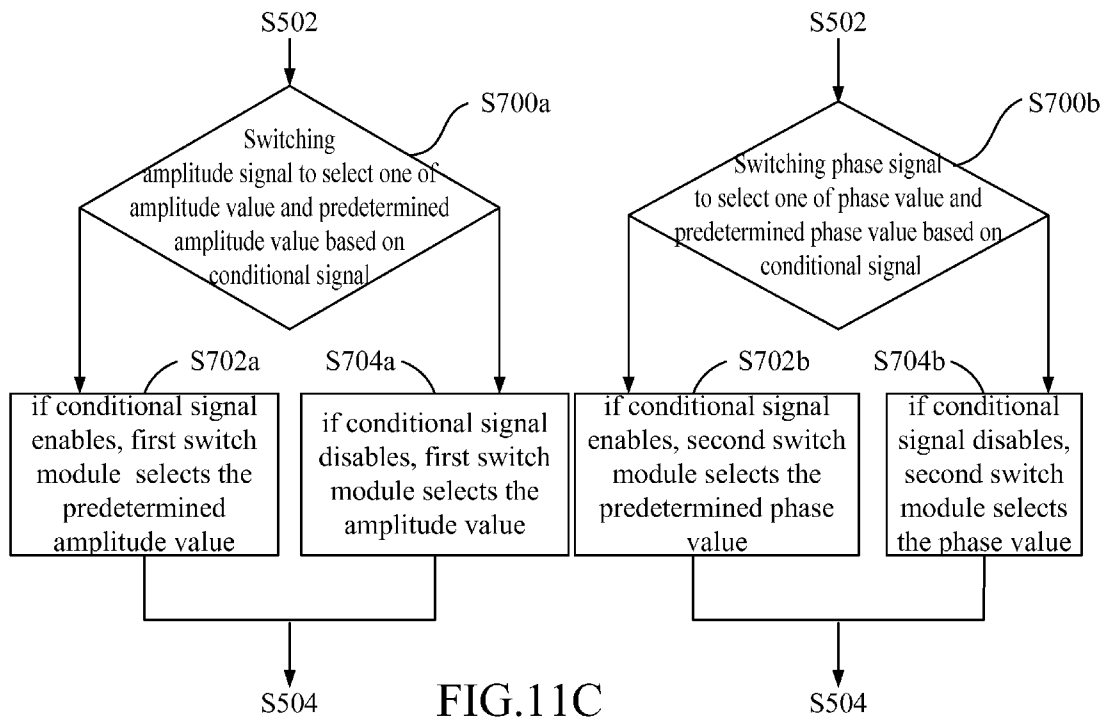 S502
S700a
Switching
amplitude signal to select one of
amplitude value and predetermined
amplitude value based on
conditional signal
S702a
S704a
if conditional signal
enables, first switch
module selects the
predetermined
amplitude value
if conditional signal
disables, first switch
module selects the
amplitude value
S504
S502
S700b
Switching phase signal
to select one of phase value and
predetermined phase value based on
conditional signal
S702b
S704b
if conditional signal
enables, second switch
module selects the
predetermined phase
value
if conditional
signal disables,
second switch
module selects
the phase value
S504
FIG.11C